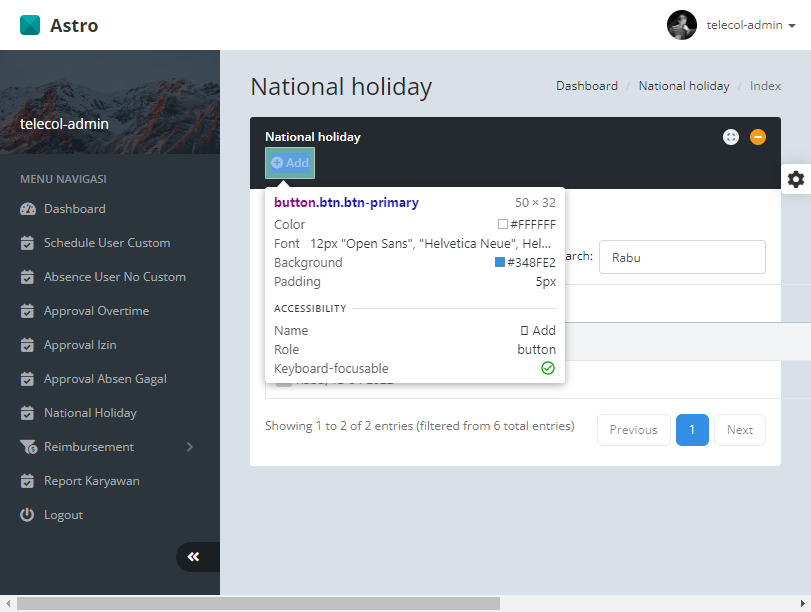 Astro
telecol-admin
National holiday
Dashboard / National holiday / Index
telecol-admin
MENU NAVIGASI
Dashboard
Schedule User Custom
Absence User No Custom
Approval Overtime
Approval Izin
Approval Absen Gagal
National Holiday
Reimbursement
Report Karyawan
Logout
National holiday
Add
button.btn.btn-primary 50 × 32
Color #FFFFFF
Font 12px "Open Sans", "Helvetica Neue", Hel...
Background #348FE2
Padding 5px
ACCESSIBILITY
Name Add
Role button
Keyboard-focusable
arch: Rabu
Showing 1 to 2 of 2 entries (filtered from 6 total entries)
Previous 1 Next